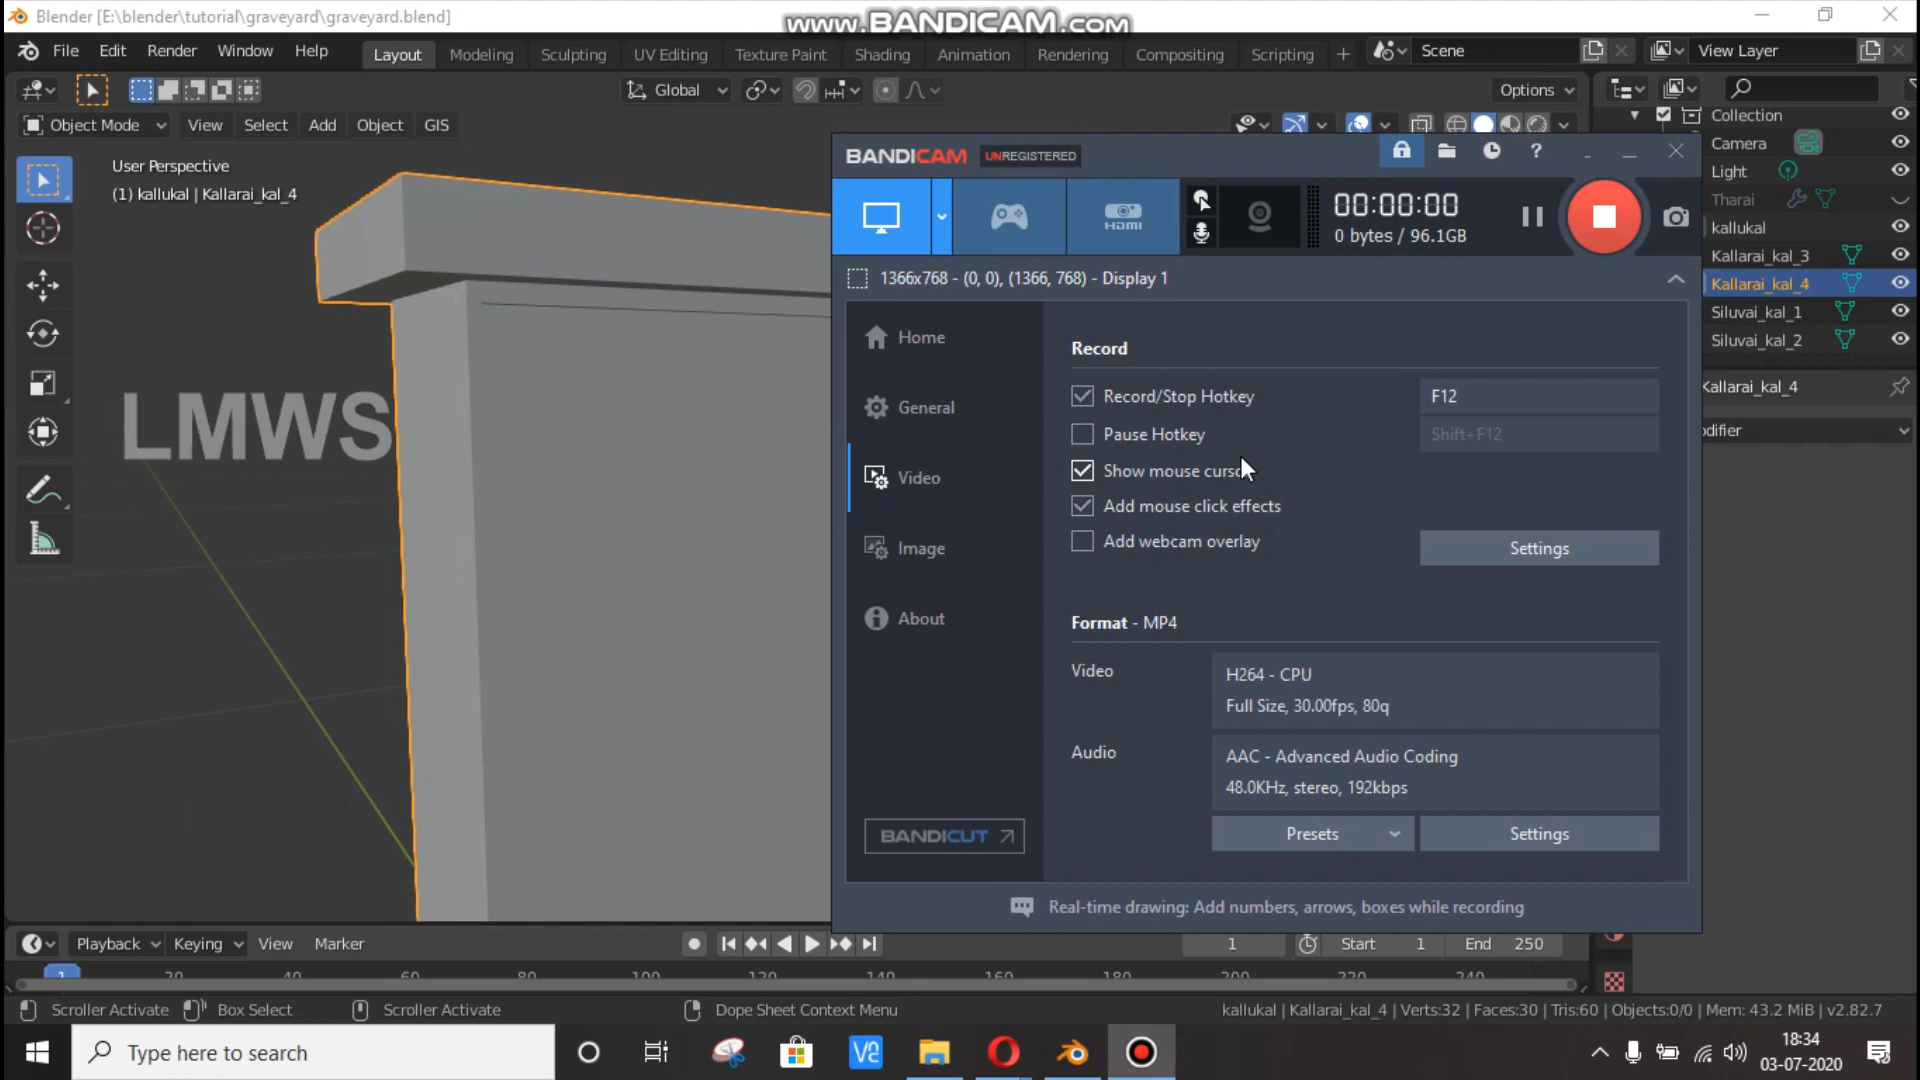 Blender [E:\blender\tutorial\graveyard\graveyard.blend]
www.BANDICAM.com
File Edit Render Window Help
Layout Modeling Sculpting UV Editing Texture Paint Shading Animation Rendering Compositing Scripting +
Scene
View Layer
Global
Options
Object Mode View Select Add Object GIS
User Perspective
(1) kallukal | Kallarai_kal_4
LMWS
BANDICAM UNREGISTERED
HDMI
00:00:00
0 bytes / 96.1GB
1366x768 - (0, 0), (1366, 768) - Display 1
Home
General
Video
Image
About
BANDICUT
Record
Record/Stop Hotkey F12
Pause Hotkey Shift+F12
Show mouse curso
Add mouse click effects
Add webcam overlay
Settings
Format - MP4
Video
H264 - CPU
Full Size, 30.00fps, 80q
Audio
AAC - Advanced Audio Coding
48.0KHz, stereo, 192kbps
Presets
Settings
Real-time drawing: Add numbers, arrows, boxes while recording
Collection
Camera
Light
Tharai
kallukal
Kallarai_kal_3
Kallarai_kal_4
Siluvai_kal_1
Siluvai_kal_2
Kallarai_kal_4
difier
Playback Keying View Marker
1
Start 1 End 250
1 20 40 60 80 100 120 140 160 180 200 220 240
Scroller Activate Box Select Scroller Activate Dope Sheet Context Menu
kallukal | Kallarai_kal_4 | Verts:32 | Faces:30 | Tris:60 | Objects:0/0 | Mem: 43.2 MiB | v2.82.7
Type here to search
18:34
03-07-2020